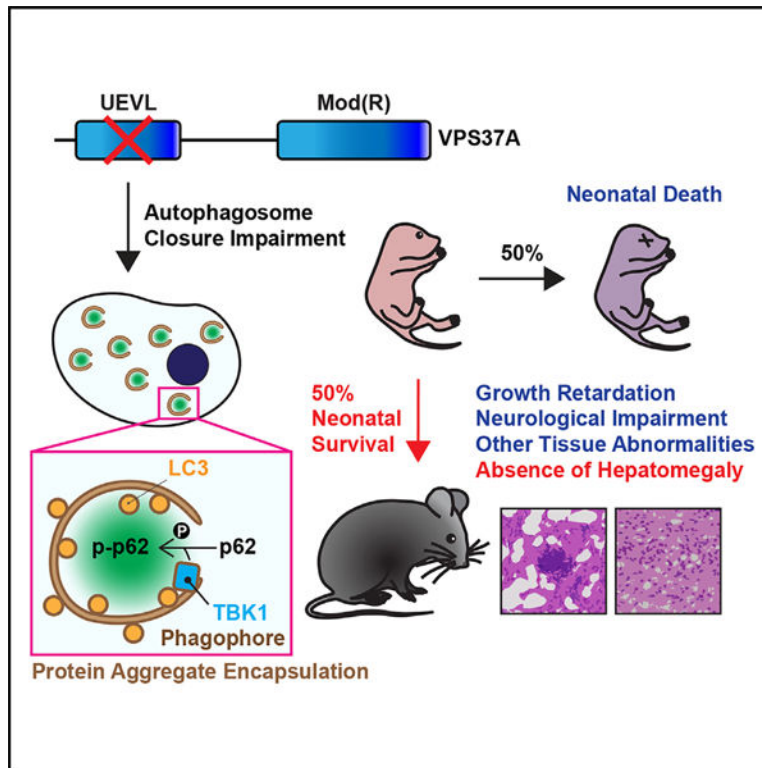 UEVL
Mod(R)
VPS37A
Autophagosome
Closure Impairment
Neonatal Death
50%
50%
Neonatal
Survival
Growth Retardation
Neurological Impairment
Other Tissue Abnormalities
Absence of Hepatomegaly
LC3
P
p-p62
p62
TBK1
Phagophore
Protein Aggregate Encapsulation